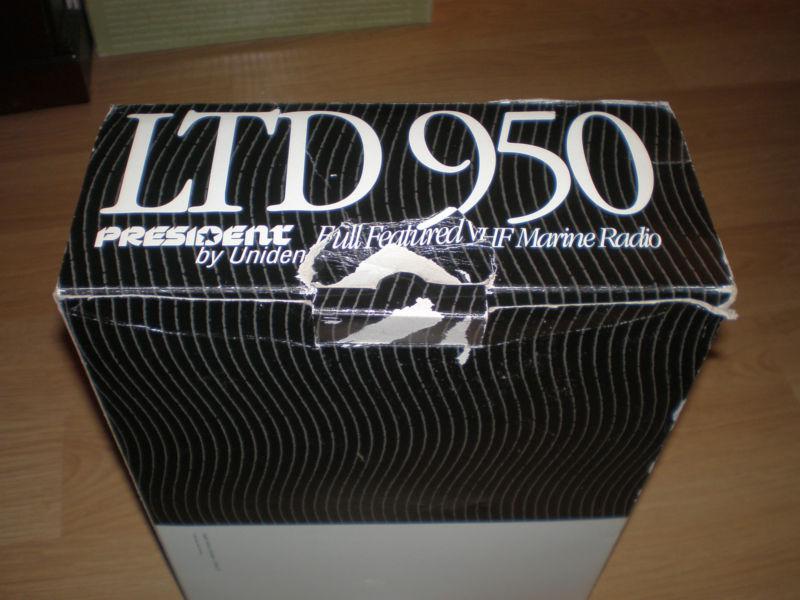 LTD 950
PRESIDENT Full Featured VHF Marine Radio
by Uniden